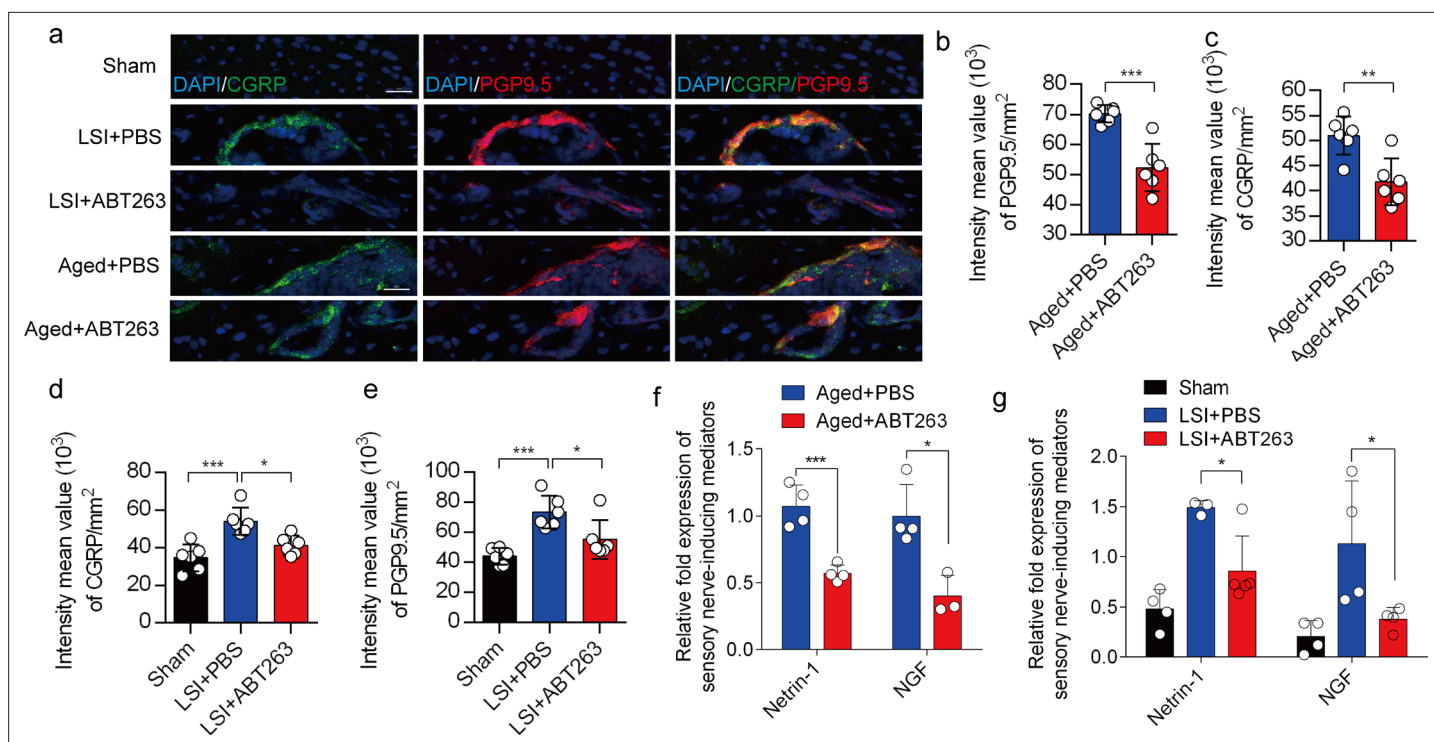 a
Sham
DAPI/CGRP
DAPI/PGP9.5
DAPI/CGRP/PGP9.5
LSI+PBS
LSI+ABT263
Aged+PBS
Aged+ABT263
b
Intensity mean value (10³)
of PGP9.5/mm²
80
70
60
50
40
30
***
Aged+PBS
Aged+ABT263
c
Intensity mean value (10³)
of CGRP/mm²
60
55
50
45
40
35
30
**
Aged+PBS
Aged+ABT263
d
Intensity mean value (10³)
of CGRP/mm²
80
60
40
20
0
***
*
Sham
LSI+PBS
LSI+ABT263
e
Intensity mean value (10³)
of PGP9.5/mm²
100
80
60
40
20
0
***
*
Sham
LSI+PBS
LSI+ABT263
f
Aged+PBS
Aged+ABT263
Relative fold expression of
sensory nerve-inducing mediators
1.5
1.0
0.5
0.0
***
*
Netrin-1
NGF
g
Sham
LSI+PBS
LSI+ABT263
Relative fold expression of
sensory nerve-inducing mediators
2.0
1.5
1.0
0.5
0.0
*
*
Netrin-1
NGF